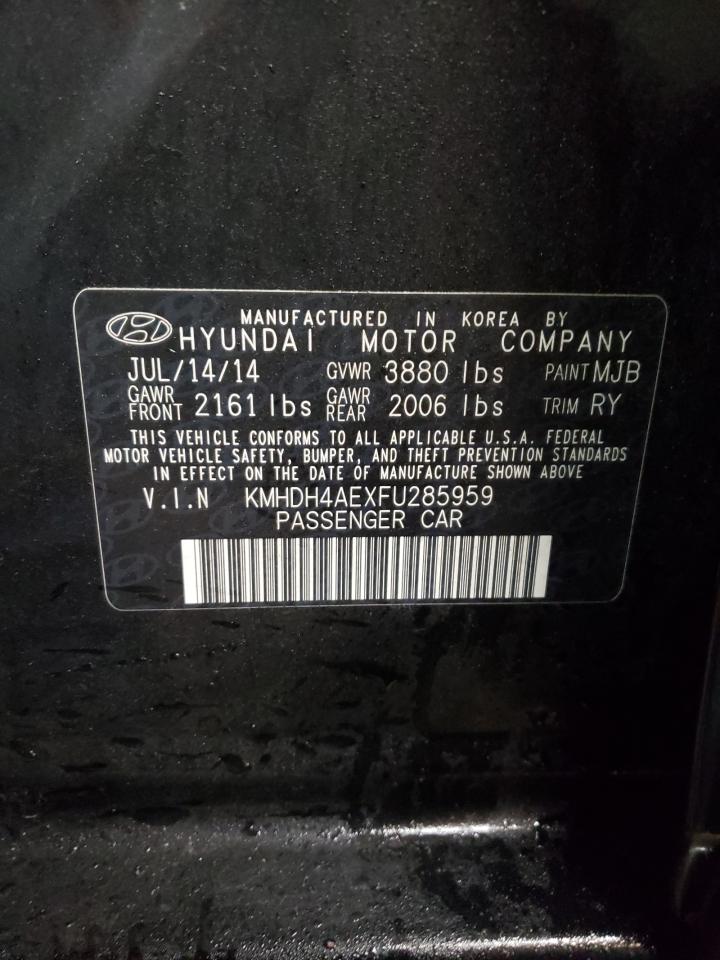 MANUFACTURED IN KOREA BY
HYUNDAI MOTOR COMPANY
JUL/14/14 GVWR 3880 lbs PAINT MJB
GAWR FRONT 2161 lbs GAWR REAR 2006 lbs TRIM RY
THIS VEHICLE CONFORMS TO ALL APPLICABLE U.S.A. FEDERAL
MOTOR VEHICLE SAFETY, BUMPER, AND THEFT PREVENTION STANDARDS
IN EFFECT ON THE DATE OF MANUFACTURE SHOWN ABOVE
V.I.N KMHDH4AEXFU285959
PASSENGER CAR